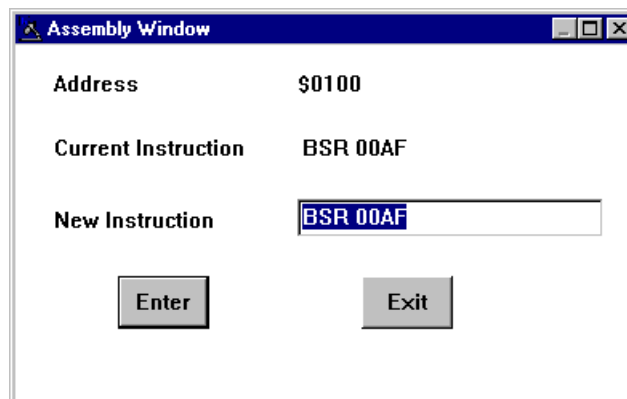 Assembly Window
Address $0100
Current Instruction BSR 00AF
New Instruction BSR 00AF
Enter Exit